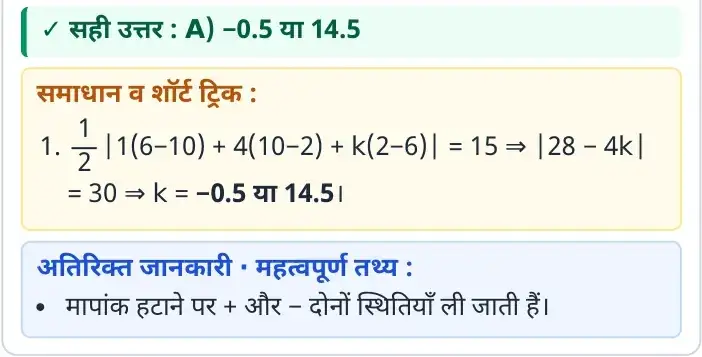 ✓ सही उत्तर : A) −0.5 या 14.5
समाधान व शॉर्ट ट्रिक :
1. 1/2 |1(6−10) + 4(10−2) + k(2−6)| = 15 ⇒ |28 − 4k|
= 30 ⇒ k = −0.5 या 14.5।
अतिरिक्त जानकारी · महत्वपूर्ण तथ्य :
• मापांक हटाने पर + और − दोनों स्थितियाँ ली जाती हैं।